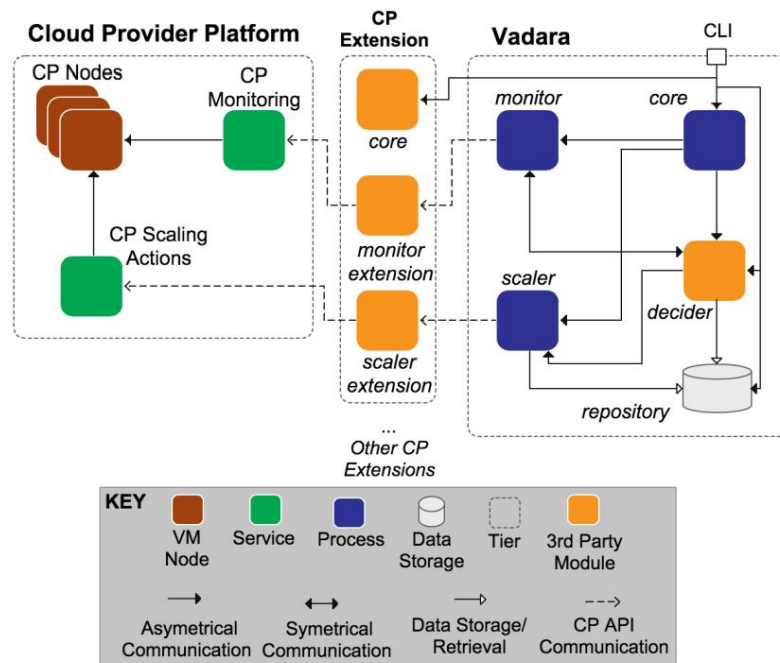 Cloud Provider Platform
CP
Extension
Vadara
CLI
CP Nodes
CP
Monitoring
core
monitor
core
CP Scaling
Actions
monitor
extension
scaler
decider
scaler
extension
repository
...
Other CP
Extensions
KEY
VM
Node
Service
Process
Data
Storage
Tier
3rd Party
Module
Asymetrical
Communication
Symetrical
Communication
Data Storage/
Retrieval
CP API
Communication